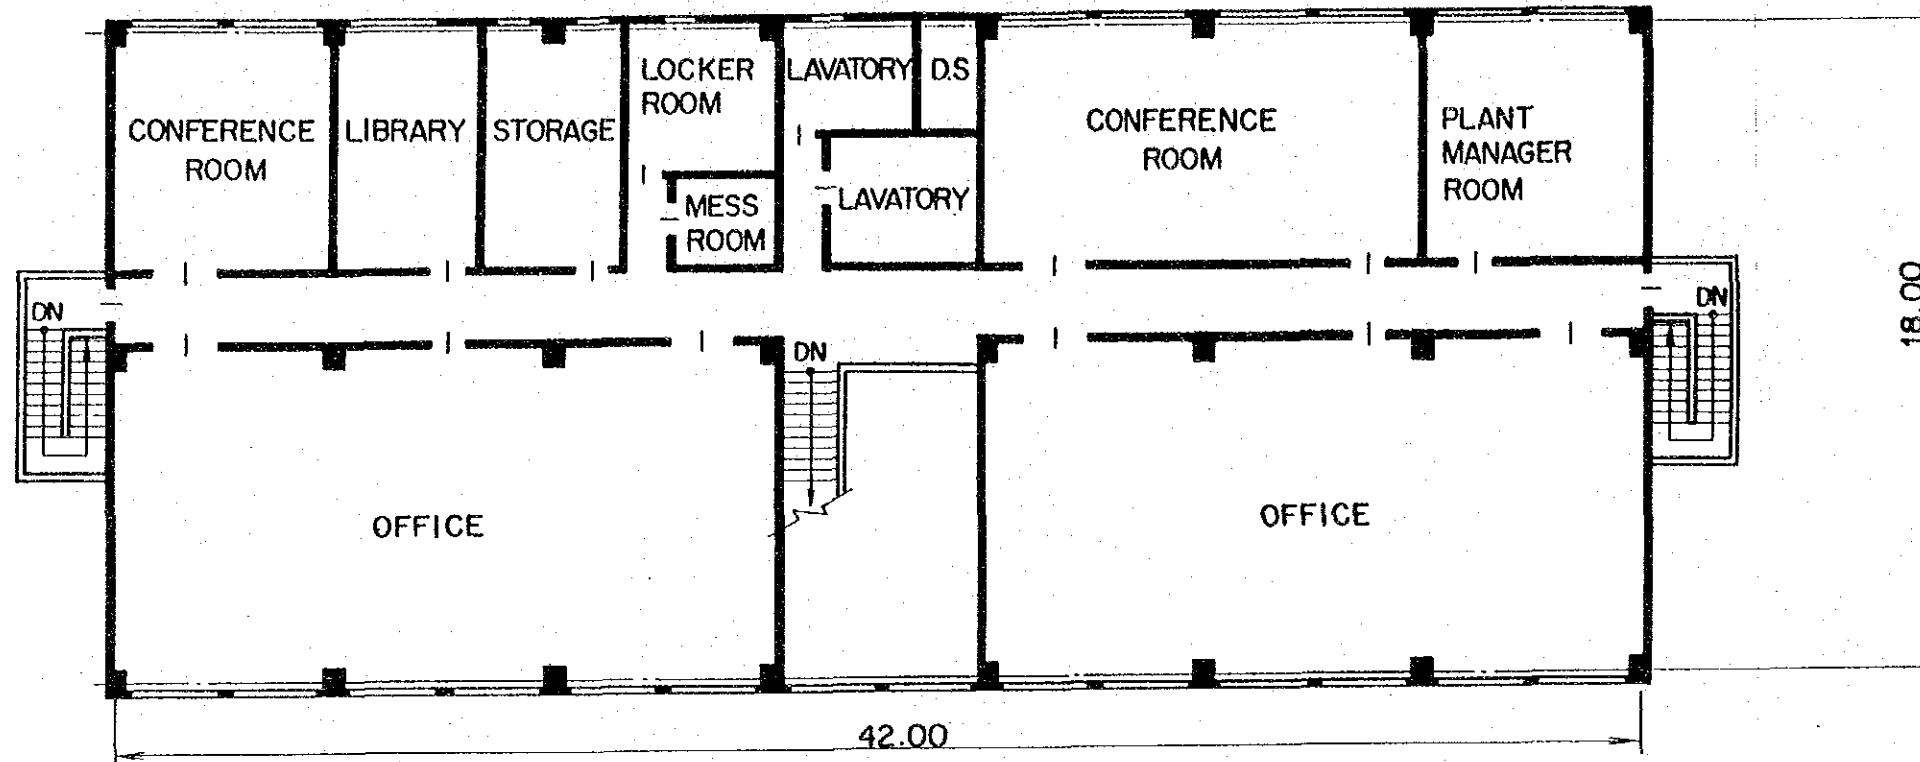 LOCKER
ROOM
LAVATORY
D.S
CONFERENCE
ROOM
LIBRARY
STORAGE
CONFERENCE
ROOM
PLANT
MANAGER
ROOM
MESS
ROOM
LAVATORY
DN
DN
DN
OFFICE
OFFICE
42.00
18.00